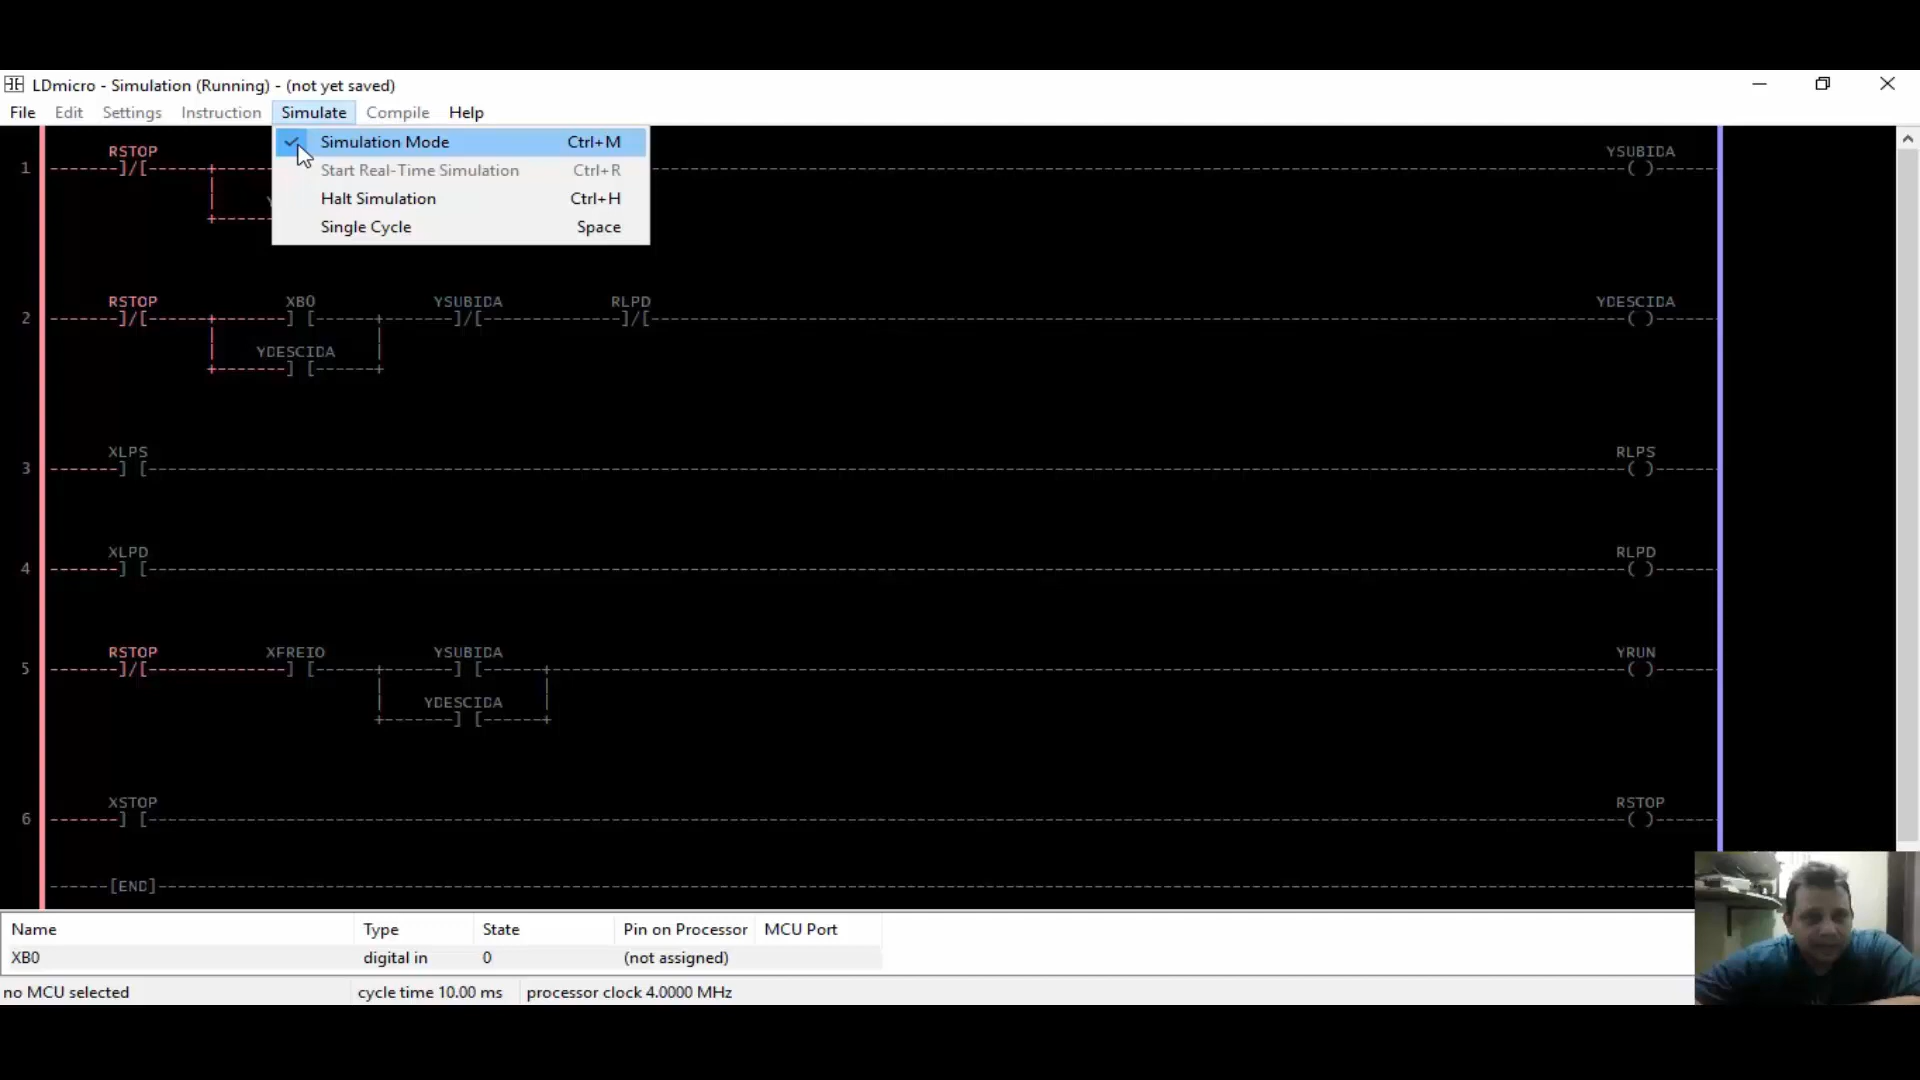 LDmicro - Simulation (Running) - (not yet saved)
File Edit Settings Instruction Simulate Compile Help
Simulation Mode Ctrl+M
Start Real-Time Simulation Ctrl+R
Halt Simulation Ctrl+H
Single Cycle Space
RSTOP YSUBIDA
1 ]/[ ( )
RSTOP XB0 YSUBIDA RLPD YDESCIDA
2 ]/[ ] [ ]/[ ]/[ ( )
YDESCIDA
] [
XLPS RLPS
3 ] [ ( )
XLPD RLPD
4 ] [ ( )
RSTOP XFREIO YSUBIDA YRUN
5 ]/[ ] [ ] [ ( )
YDESCIDA
] [
XSTOP RSTOP
6 ] [ ( )
[END]
Name Type State Pin on Processor MCU Port
XB0 digital in 0 (not assigned)
no MCU selected cycle time 10.00 ms processor clock 4.0000 MHz